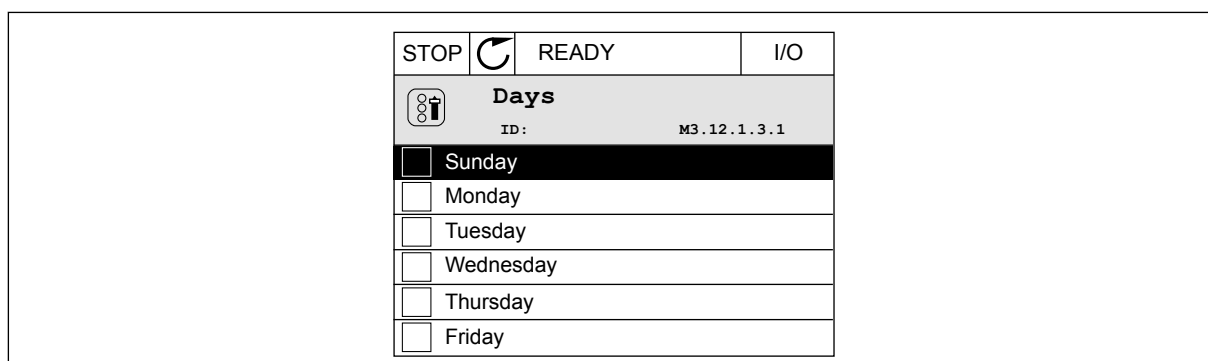 STOP READY I/O
Days
ID: M3.12.1.3.1
Sunday
Monday
Tuesday
Wednesday
Thursday
Friday